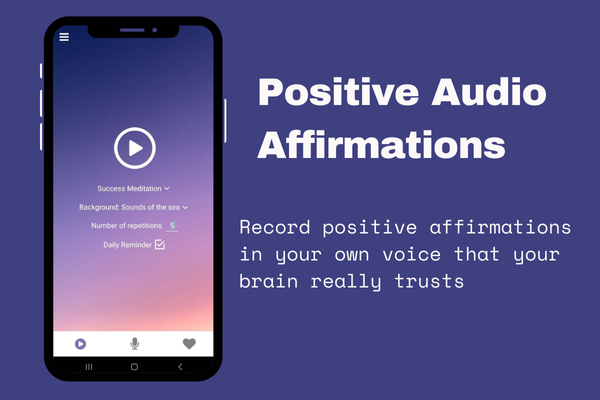 Positive Audio
Affirmations
Record positive affirmations
in your own voice that your
brain really trusts
Success Meditation
Background: Sounds of the sea
Number of repetitions 5
Daily Reminder